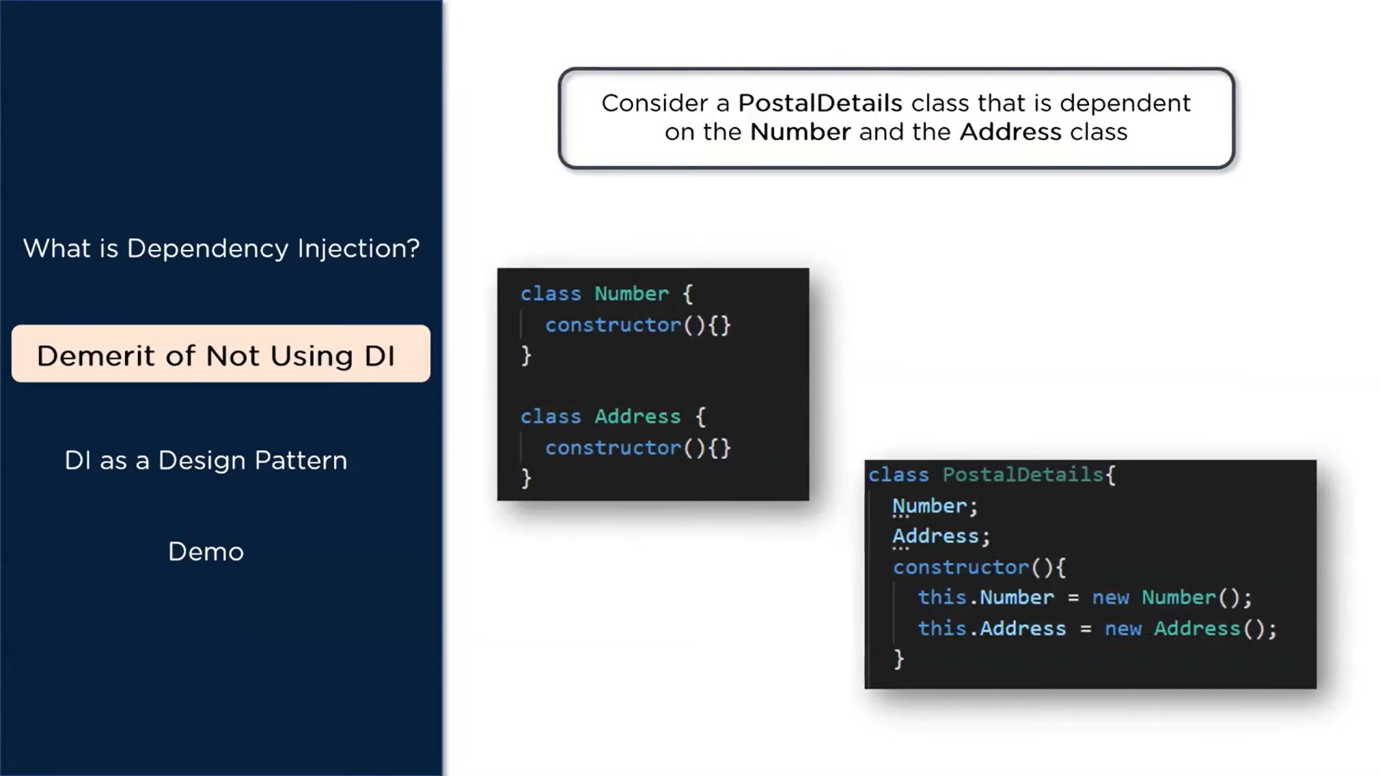 What is Dependency Injection?
Demerit of Not Using DI
DI as a Design Pattern
Demo
Consider a PostalDetails class that is dependent
on the Number and the Address class
class Number {
constructor(){}
}
class Address {
constructor(){}
}
class PostalDetails{
Number;
Address;
constructor(){
this.Number = new Number();
this.Address = new Address();
}